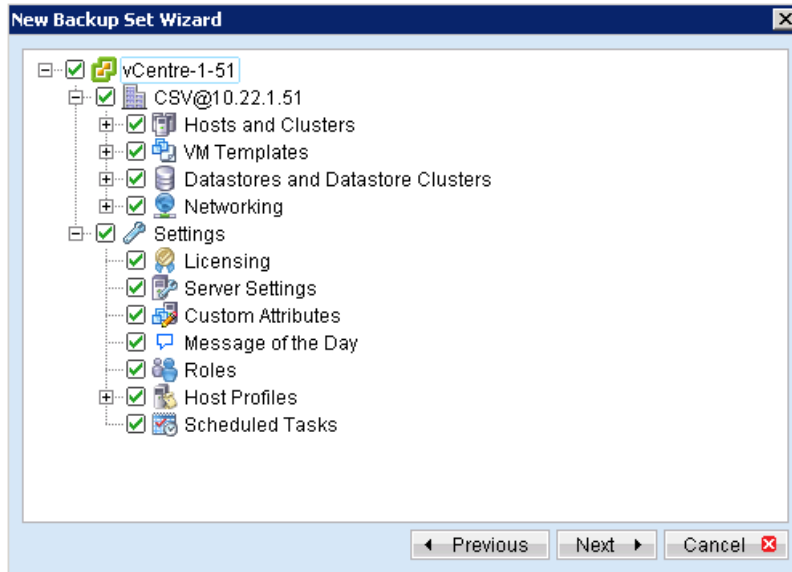 New Backup Set Wizard
vCentre-1-51
CSV@10.22.1.51
Hosts and Clusters
VM Templates
Datastores and Datastore Clusters
Networking
Settings
Licensing
Server Settings
Custom Attributes
Message of the Day
Roles
Host Profiles
Scheduled Tasks
Previous Next Cancel